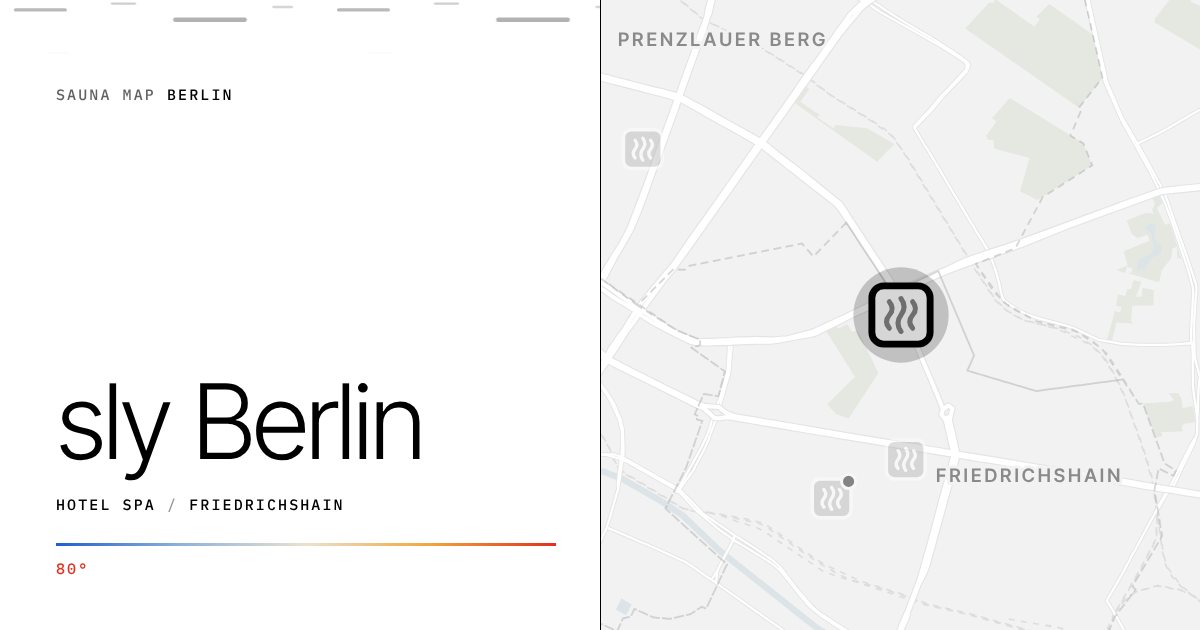 SAUNA MAP BERLIN
sly Berlin
HOTEL SPA / FRIEDRICHSHAIN
80°
PRENZLAUER BERG
FRIEDRICHSHAIN